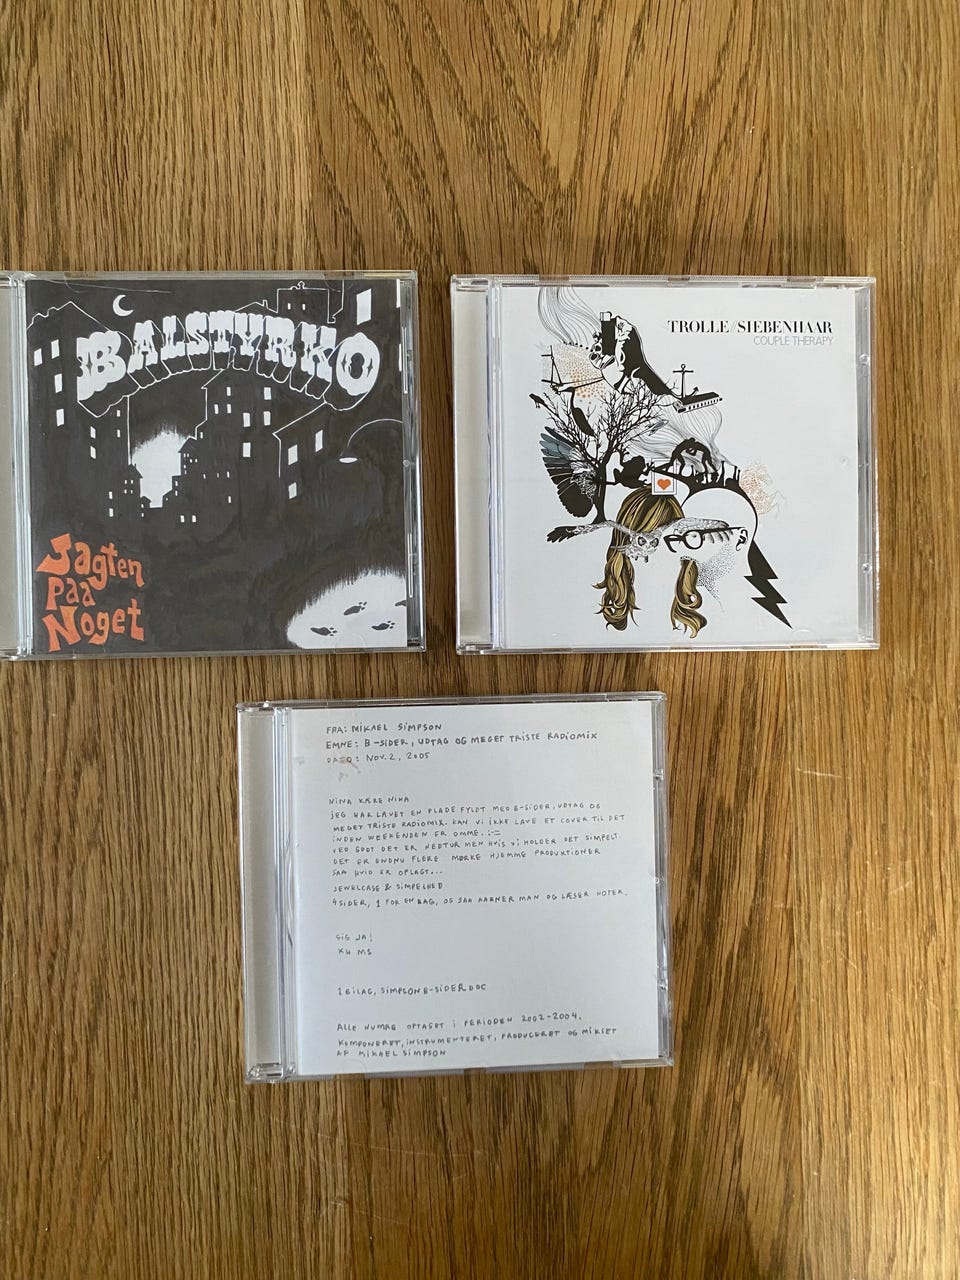 BALSTYRKO
Jagten
Paa
Noget
TROLLE//SIEBENHAAR
COUPLE THERAPY
FRA: MIKAEL SIMPSON
EMNE: B-SIDER, UDTAG OG MEGET TRISTE RADIOMIX
DATO: NOV. 2, 2005
NINA KÆRE NINA
JEG HAR LAVET EN PLADE FYLDT MED B-SIDER, UDTAG OG
MEGET TRISTE RADIOMIX. KAN VI IKKE LAVE ET COVER TIL DET
INDEN WEEKENDEN ER OMME. :-=
VED GODT DET ER NEDTUR MEN HVIS VI HOLDER DET SIMPELT.
DET ER ENDNU FLERE MØRKE HJEMME PRODUKTIONER
SAA HVID ER OPLAGT...
JEWELCASE & SIMPELHED
4 SIDER, 1 FOR EN BAG, OG SAA AABNER MAN OG LÆSER NOTER.
SIG JA!
KH MS
1 BILAG, SIMPSON.B-SIDER.DOC
ALLE NUMRE OPTAGET I PERIODEN 2002-2004.
KOMPONERET, INSTRUMENTERET, PRODUCERET OG MIKSET
AF MIKAEL SIMPSON